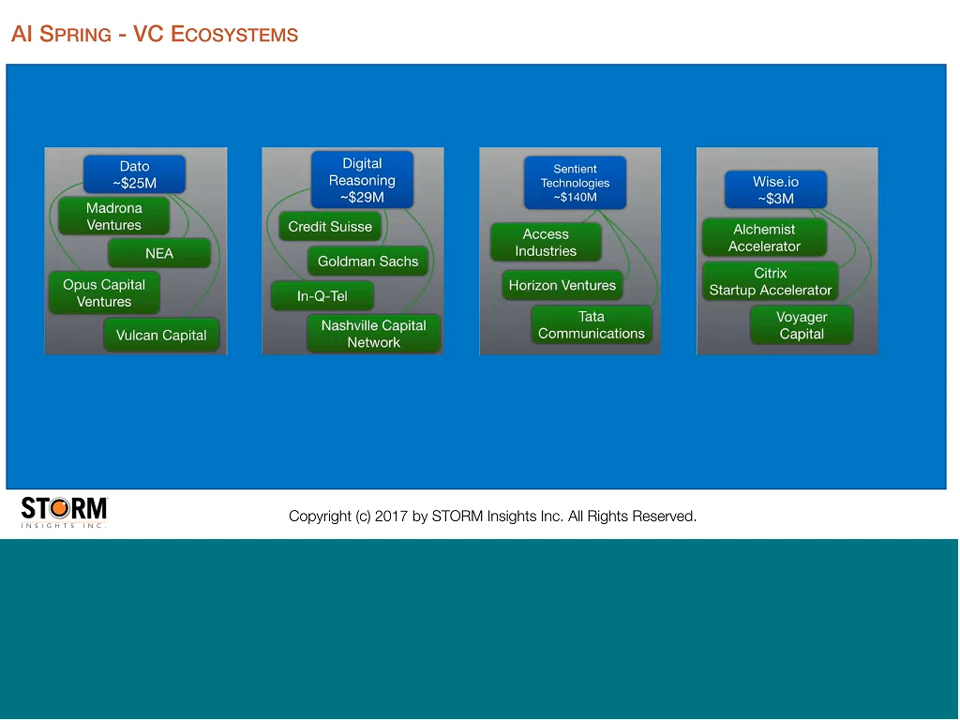 AI SPRING - VC ECOSYSTEMS
Dato
~$25M
Madrona
Ventures
NEA
Opus Capital
Ventures
Vulcan Capital
Digital
Reasoning
~$29M
Credit Suisse
Goldman Sachs
In-Q-Tel
Nashville Capital
Network
Sentient
Technologies
~$140M
Access
Industries
Horizon Ventures
Tata
Communications
Wise.io
~$3M
Alchemist
Accelerator
Citrix
Startup Accelerator
Voyager
Capital
STORM
INSIGHTS INC.
Copyright (c) 2017 by STORM Insights Inc. All Rights Reserved.